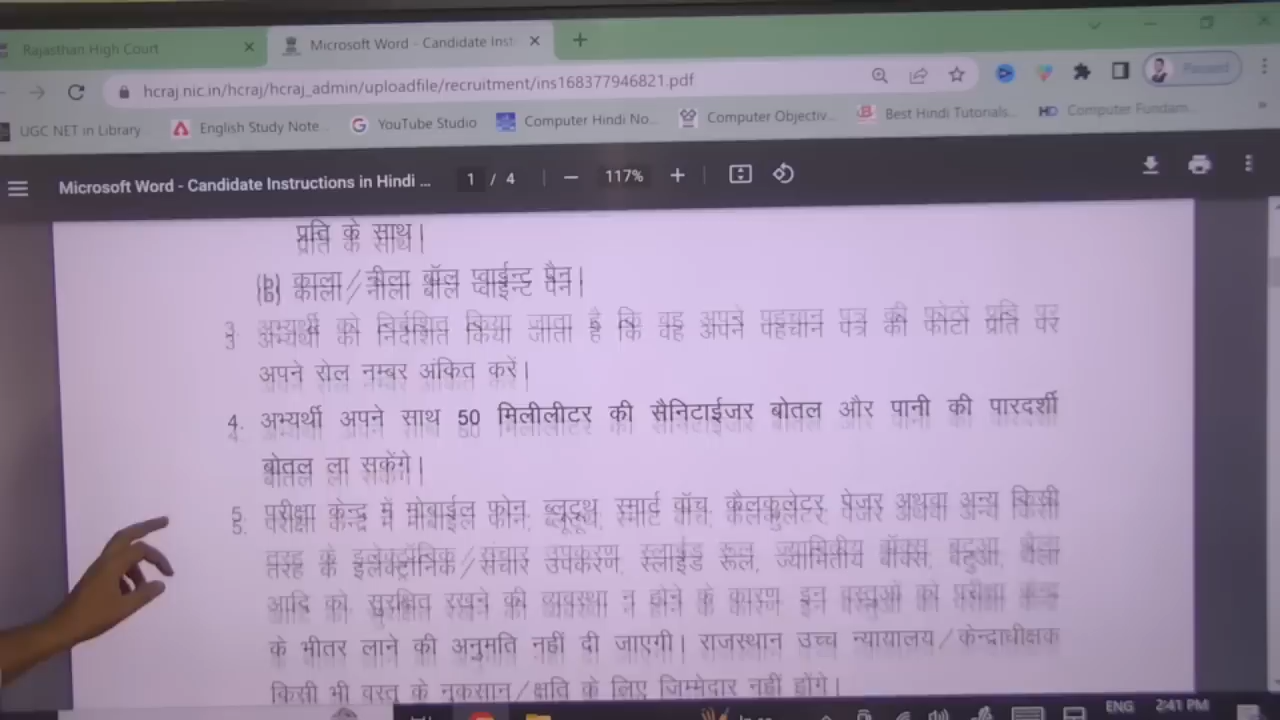 Rajasthan High Court
Microsoft Word - Candidate Inst
hcraj.nic.in/hcraj/hcraj_admin/uploadfile/recruitment/ins168377946821.pdf
Paused
UGC NET in Library
English Study Note...
YouTube Studio
Computer Hindi No...
Computer Objectiv...
Best Hindi Tutorials...
Computer Fundam...
Microsoft Word - Candidate Instructions in Hindi ...
1 / 4
117%
प्रति के साथ।
(b) काला/नीला बॉल प्वाईन्ट पैन।
3. अभ्यर्थी को निर्देशित किया जाता है कि वह अपने पहचान पत्र की फोटो प्रति पर
अपने रोल नम्बर अंकित करें।
4. अभ्यर्थी अपने साथ 50 मिलीलीटर की सैनिटाईजर बोतल और पानी की पारदर्शी
बोतल ला सकेंगे।
5. परीक्षा केन्द्र में मोबाईल फोन, ब्लूटूथ, स्मार्ट वॉच, कैलकुलेटर, पेजर अथवा अन्य किसी
तरह के इलेक्ट्रॉनिक/संचार उपकरण, स्लाईड रूल, ज्यामितीय बॉक्स, बटुआ, थैला
आदि को सुरक्षित रखने की व्यवस्था न होने के कारण इन वस्तुओं को परीक्षा केन्द्र
के भीतर लाने की अनुमति नहीं दी जाएगी। राजस्थान उच्च न्यायालय/केन्द्राधीक्षक
किसी भी वस्तु के नुकसान/क्षति के लिए जिम्मेदार नहीं होंगे।
ENG
2:41 PM